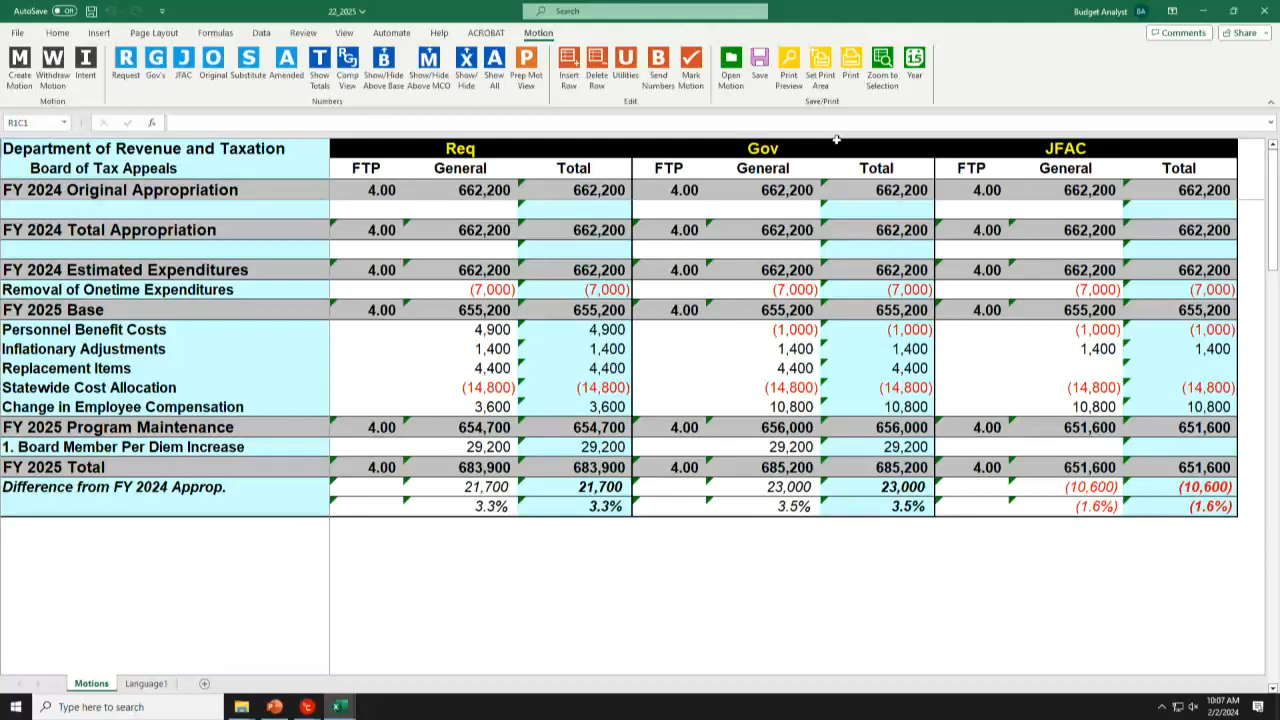 AutoSave Off 22_2025 Search Budget Analyst BA
File Home Insert Page Layout Formulas Data Review View Automate Help ACROBAT Motion Comments Share
M W I R G J O S A T RGJ B M X A P U B 15
Create Motion Withdraw Motion Intent Request Gov's JFAC Original Substitute Amended Show Totals Comp View Show/Hide Above Base Show/Hide Above MCO Show/Hide Show All Prep Mot View Insert Row Delete Row Utilities Send Numbers Mark Motion Open Motion Save Print Preview Set Print Area Print Zoom to Selection Year
Motion Numbers Edit Save/Print
R1C1 fx
Department of Revenue and Taxation Req Gov JFAC
Board of Tax Appeals FTP General Total FTP General Total FTP General Total
FY 2024 Original Appropriation 4.00 662,200 662,200 4.00 662,200 662,200 4.00 662,200 662,200
FY 2024 Total Appropriation 4.00 662,200 662,200 4.00 662,200 662,200 4.00 662,200 662,200
FY 2024 Estimated Expenditures 4.00 662,200 662,200 4.00 662,200 662,200 4.00 662,200 662,200
Removal of Onetime Expenditures (7,000) (7,000) (7,000) (7,000) (7,000) (7,000)
FY 2025 Base 4.00 655,200 655,200 4.00 655,200 655,200 4.00 655,200 655,200
Personnel Benefit Costs 4,900 4,900 (1,000) (1,000) (1,000) (1,000)
Inflationary Adjustments 1,400 1,400 1,400 1,400 1,400 1,400
Replacement Items 4,400 4,400 4,400 4,400
Statewide Cost Allocation (14,800) (14,800) (14,800) (14,800) (14,800) (14,800)
Change in Employee Compensation 3,600 3,600 10,800 10,800 10,800 10,800
FY 2025 Program Maintenance 4.00 654,700 654,700 4.00 656,000 656,000 4.00 651,600 651,600
1. Board Member Per Diem Increase 29,200 29,200 29,200 29,200
FY 2025 Total 4.00 683,900 683,900 4.00 685,200 685,200 4.00 651,600 651,600
Difference from FY 2024 Approp. 21,700 21,700 23,000 23,000 (10,600) (10,600)
3.3% 3.3% 3.5% 3.5% (1.6%) (1.6%)
Motions Language1
Type here to search 10:07 AM
2/2/2024